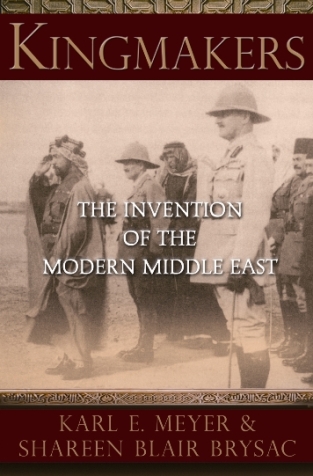 KINGMAKERS
THE INVENTION
OF THE
MODERN MIDDLE EAST
KARL E. MEYER &
SHAREEN BLAIR BRYSAC